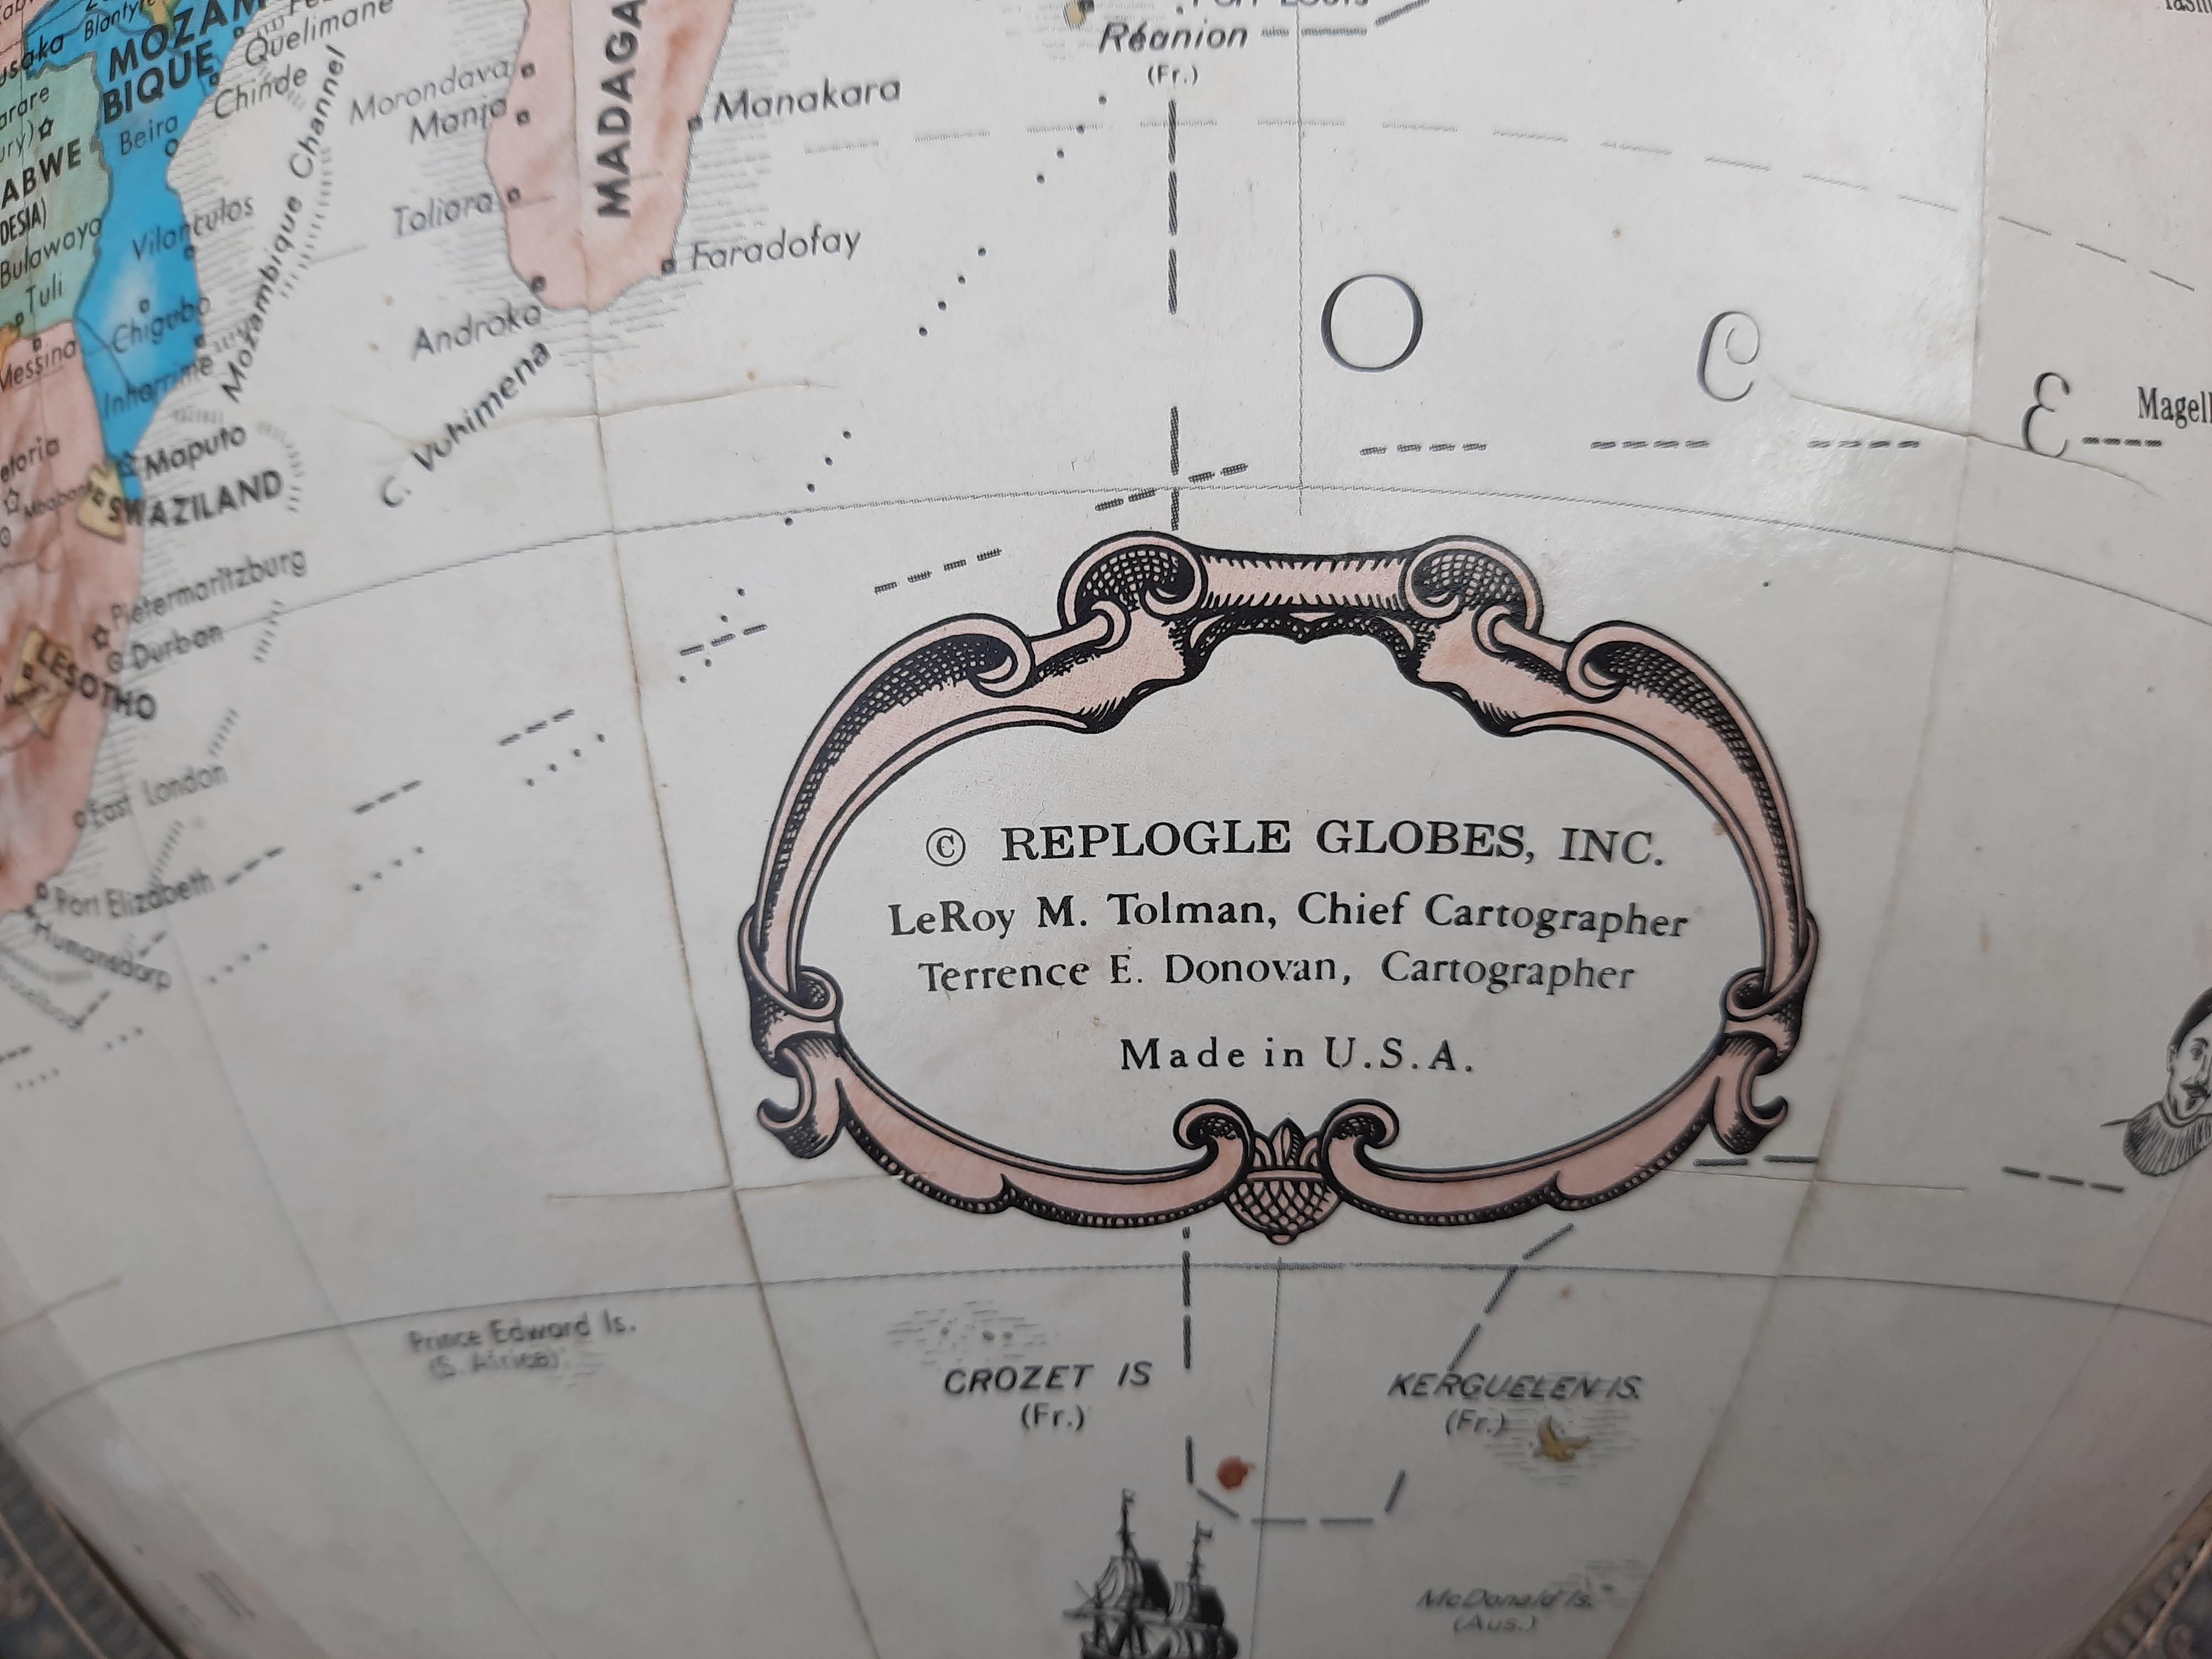 MOZAM
BIQUE
Quelimane
Chinde
Beira
Mozambique Channel
ABWE
DESIA)
Bulawayo
Tuli
Vilanculos
Chigubo
Messina
Inharrime
Maputo
SWAZILAND
Pietermaritzburg
Durban
LESOTHO
East London
Port Elizabeth
Humansdorp
MADAGA
Morondava
Manja
Manakara
Toliara
Faradofay
Androka
C. Vohimena
Réunion
(Fr.)
O C E
Magell
© REPLOGLE GLOBES, INC.
LeRoy M. Tolman, Chief Cartographer
Terrence E. Donovan, Cartographer
Made in U.S.A.
Prince Edward Is.
(S. Africa)
CROZET IS
(Fr.)
KERGUELEN IS.
(Fr.)
McDonald Is.
(Aus.)